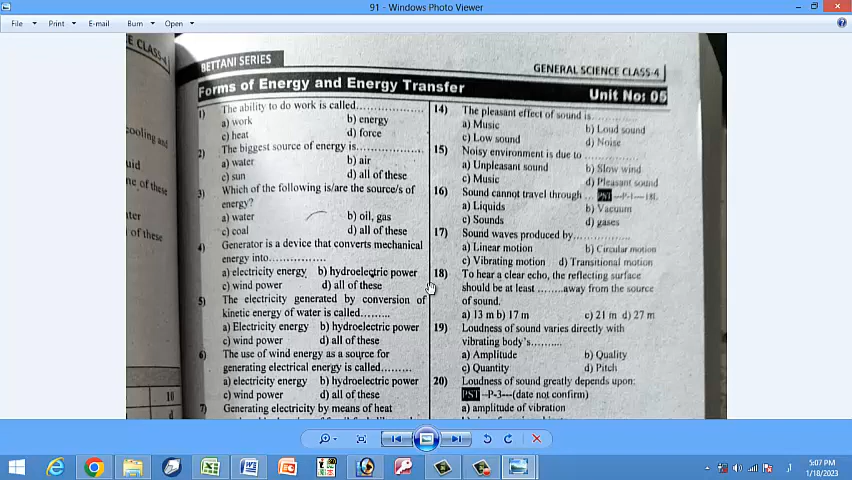 91 - Windows Photo Viewer
File Print E-mail Burn Open
BETTANI SERIES
GENERAL SCIENCE CLASS-4
Forms of Energy and Energy Transfer
Unit No: 05
1) The ability to do work is called
a) work b) energy
c) heat d) force
2) The biggest source of energy is
a) water b) air
c) sun d) all of these
3) Which of the following is/are the source/s of
energy?
a) water b) oil, gas
c) coal d) all of these
4) Generator is a device that converts mechanical
energy into
a) electricity energy b) hydroelectric power
c) wind power d) all of these
5) The electricity generated by conversion of
kinetic energy of water is called
a) Electricity energy b) hydroelectric power
c) wind power d) all of these
6) The use of wind energy as a source for
generating electrical energy is called
a) electricity energy b) hydroelectric power
c) wind power d) all of these
7) Generating electricity by means of heat
14) The pleasant effect of sound is
a) Music b) Loud sound
c) Low sound d) Noise
15) Noisy environment is due to
a) Unpleasant sound b) Slow wind
c) Music d) Pleasant sound
16) Sound cannot travel through PST
a) Liquids b) Vacuum
c) Sounds d) gases
17) Sound waves produced by
a) Linear motion b) Circular motion
c) Vibrating motion d) Transitional motion
18) To hear a clear echo, the reflecting surface
should be at least ........away from the source
of sound.
a) 13 m b) 17 m c) 21 m d) 27 m
19) Loudness of sound varies directly with
vibrating body's
a) Amplitude b) Quality
c) Quantity d) Pitch
20) Loudness of sound greatly depends upon:
PST -P-3---(date not confirm)
a) amplitude of vibration
cooling and
uid
ne of these
ter
of these
10
d
5:07 PM
1/18/2023